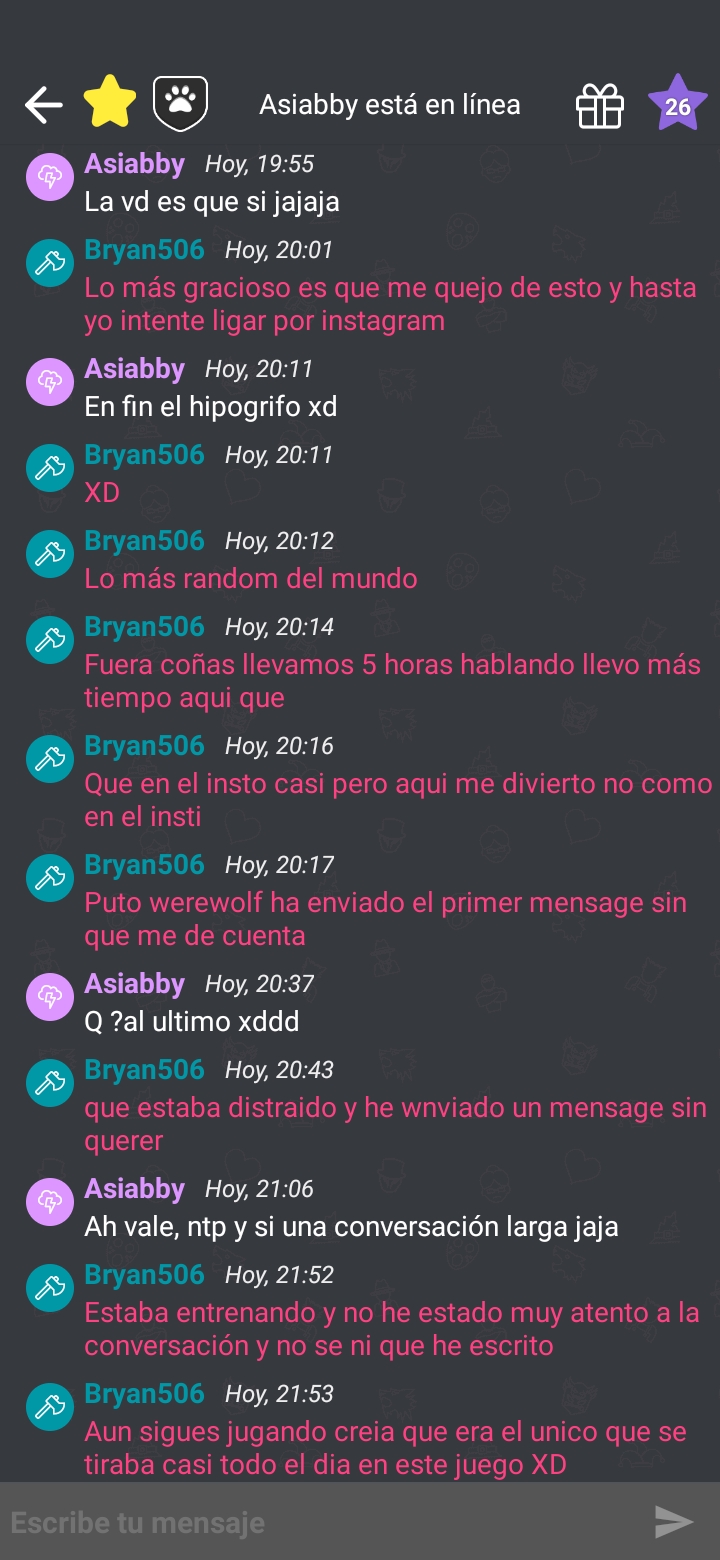 Asiabby está en línea
26
Asiabby Hoy, 19:55
La vd es que si jajaja
Bryan506 Hoy, 20:01
Lo más gracioso es que me quejo de esto y hasta
yo intente ligar por instagram
Asiabby Hoy, 20:11
En fin el hipogrifo xd
Bryan506 Hoy, 20:11
XD
Bryan506 Hoy, 20:12
Lo más random del mundo
Bryan506 Hoy, 20:14
Fuera coñas llevamos 5 horas hablando llevo más
tiempo aqui que
Bryan506 Hoy, 20:16
Que en el insto casi pero aqui me divierto no como
en el insti
Bryan506 Hoy, 20:17
Puto werewolf ha enviado el primer mensage sin
que me de cuenta
Asiabby Hoy, 20:37
Q ?al ultimo xddd
Bryan506 Hoy, 20:43
que estaba distraido y he wnviado un mensage sin
querer
Asiabby Hoy, 21:06
Ah vale, ntp y si una conversación larga jaja
Bryan506 Hoy, 21:52
Estaba entrenando y no he estado muy atento a la
conversación y no se ni que he escrito
Bryan506 Hoy, 21:53
Aun sigues jugando creia que era el unico que se
tiraba casi todo el dia en este juego XD
Escribe tu mensaje